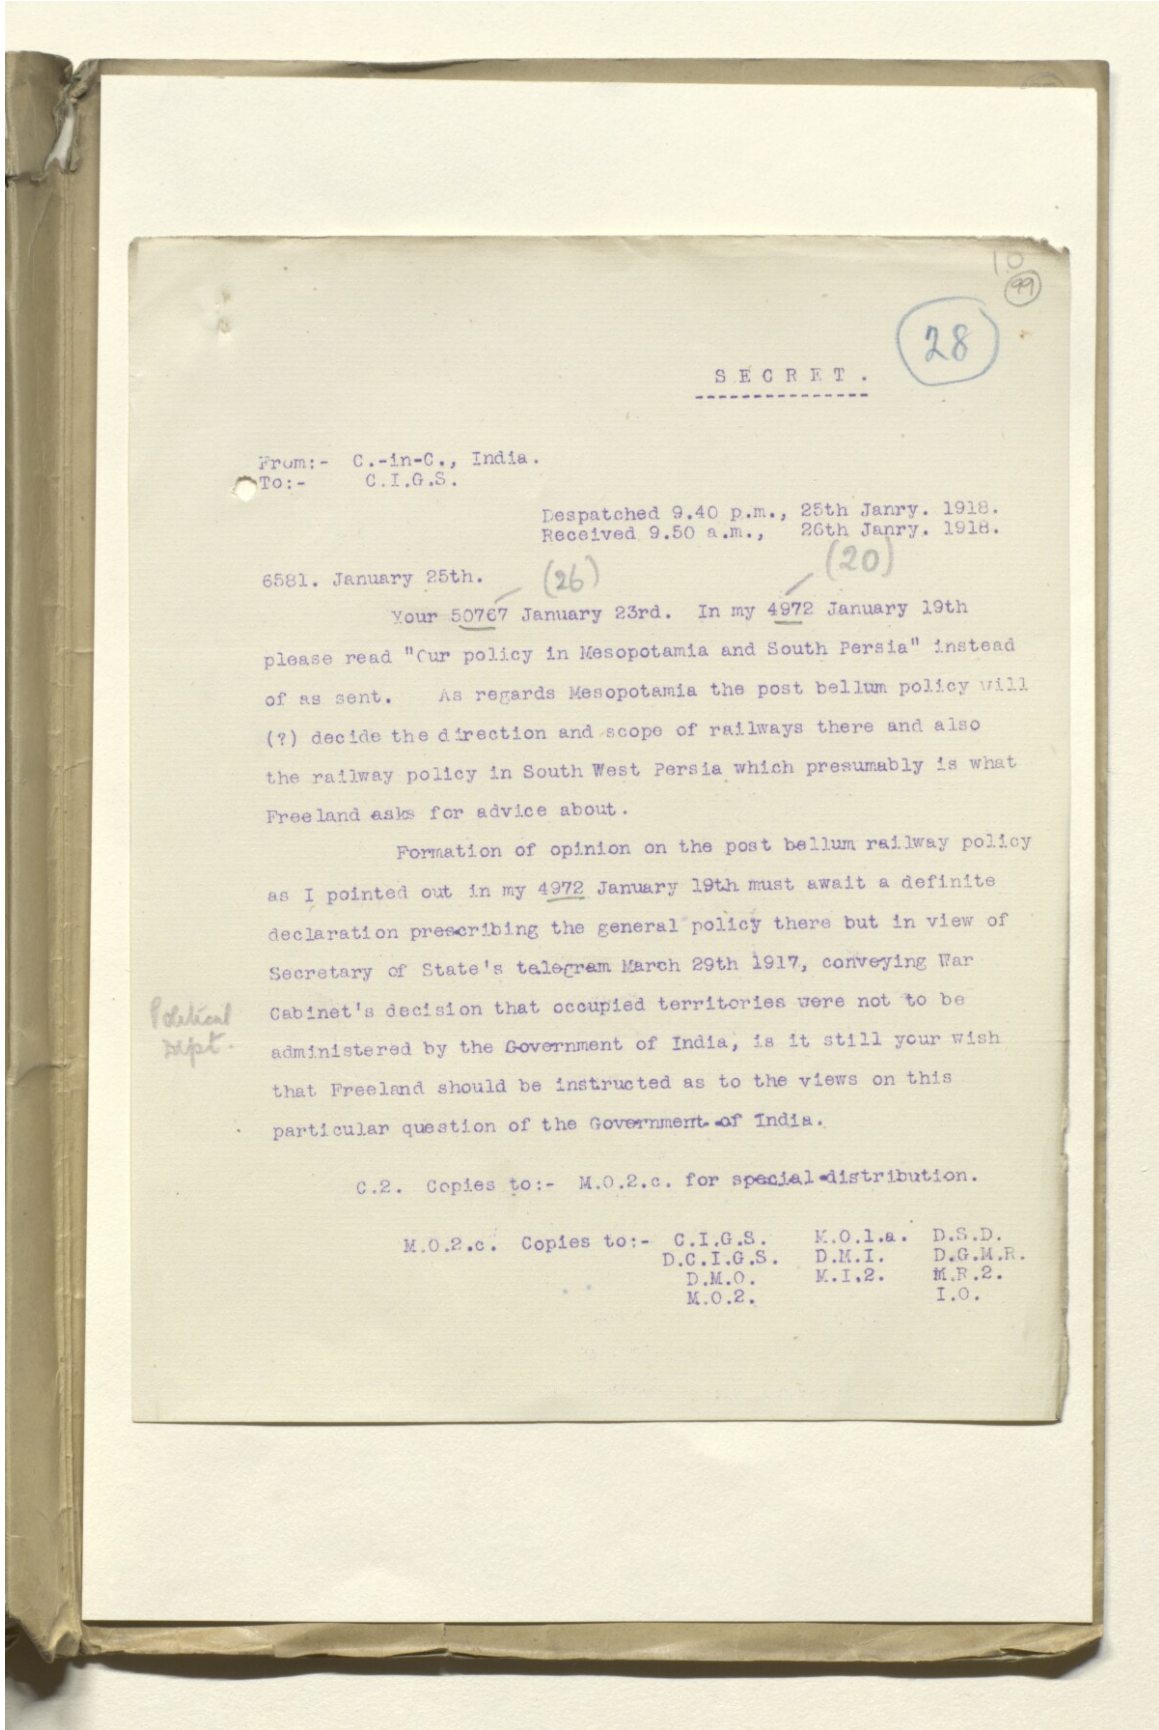 10
99
28
SECRET.
From:- C.-in-C., India.
To:- C.I.G.S.
Despatched 9.40 p.m., 25th Janry. 1918.
Received 9.50 a.m., 26th Janry. 1918.
(20)
6581. January 25th. (26)
Your 50767 January 23rd. In my 4972 January 19th
please read "Our policy in Mesopotamia and South Persia" instead
of as sent. As regards Mesopotamia the post bellum policy will
(?) decide the direction and scope of railways there and also
the railway policy in South West Persia which presumably is what
Freeland asks for advice about.
Formation of opinion on the post bellum railway policy
as I pointed out in my 4972 January 19th must await a definite
declaration prescribing the general policy there but in view of
Secretary of State's telegram March 29th 1917, conveying War
Cabinet's decision that occupied territories were not to be
administered by the Government of India, is it still your wish
that Freeland should be instructed as to the views on this
particular question of the Government of India.
Political
Dept.
C.2. Copies to:- M.O.2.c. for special distribution.
M.O.2.c. Copies to:- C.I.G.S. M.O.1.a. D.S.D.
D.C.I.G.S. D.M.I. D.G.M.R.
D.M.O. M.I.2. M.R.2.
M.O.2. I.O.